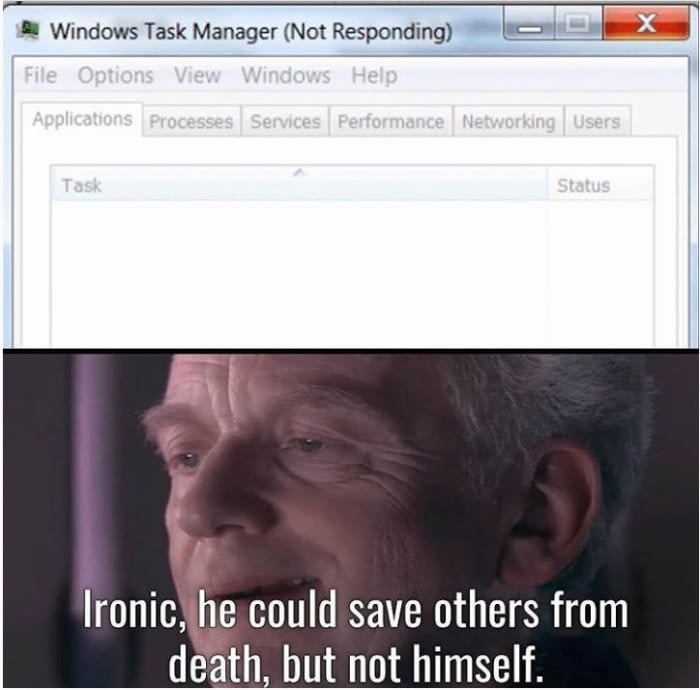 Windows Task Manager (Not Responding)
File Options View Windows Help
Applications Processes Services Performance Networking Users
Task Status
Ironic, he could save others from
death, but not himself.